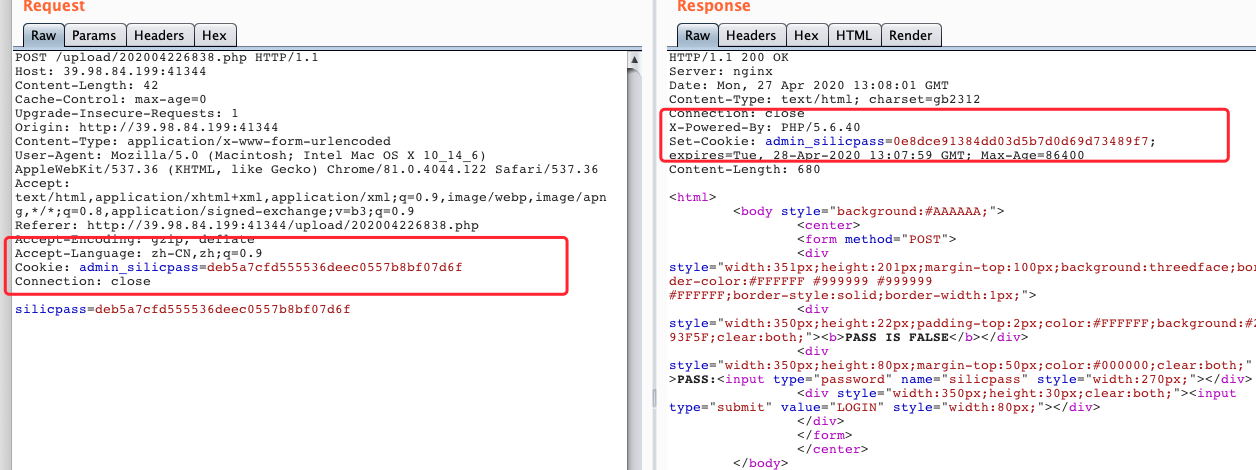 Request
Raw Params Headers Hex
POST /upload/202004226838.php HTTP/1.1
Host: 39.98.84.199:41344
Content-Length: 42
Cache-Control: max-age=0
Upgrade-Insecure-Requests: 1
Origin: http://39.98.84.199:41344
Content-Type: application/x-www-form-urlencoded
User-Agent: Mozilla/5.0 (Macintosh; Intel Mac OS X 10_14_6)
AppleWebKit/537.36 (KHTML, like Gecko) Chrome/81.0.4044.122 Safari/537.36
Accept:
text/html,application/xhtml+xml,application/xml;q=0.9,image/webp,image/apn
g,*/*;q=0.8,application/signed-exchange;v=b3;q=0.9
Referer: http://39.98.84.199:41344/upload/202004226838.php
Accept-Encoding: gzip, deflate
Accept-Language: zh-CN,zh;q=0.9
Cookie: admin_silicpass=deb5a7cfd555536deec0557b8bf07d6f
Connection: close
silicpass=deb5a7cfd555536deec0557b8bf07d6f
Response
Raw Headers Hex HTML Render
HTTP/1.1 200 OK
Server: nginx
Date: Mon, 27 Apr 2020 13:08:01 GMT
Content-Type: text/html; charset=gb2312
Connection: close
X-Powered-By: PHP/5.6.40
Set-Cookie: admin_silicpass=0e8dce91384dd03d5b7d0d69d73489f7;
expires=Tue, 28-Apr-2020 13:07:59 GMT; Max-Age=86400
Content-Length: 680
<html>
<body style="background:#AAAAAA;">
<center>
<form method="POST">
<div
style="width:351px;height:201px;margin-top:100px;background:threedface;bor
der-color:#FFFFFF #999999 #999999
#FFFFFF;border-style:solid;border-width:1px;">
<div
style="width:350px;height:22px;padding-top:2px;color:#FFFFFF;background:#2
93F5F;clear:both;"><b>PASS IS FALSE</b></div>
<div
style="width:350px;height:80px;margin-top:50px;color:#000000;clear:both;"
>PASS:<input type="password" name="silicpass" style="width:270px;"></div>
<div style="width:350px;height:30px;clear:both;"><input
type="submit" value="LOGIN" style="width:80px;"></div>
</div>
</form>
</center>
</body>